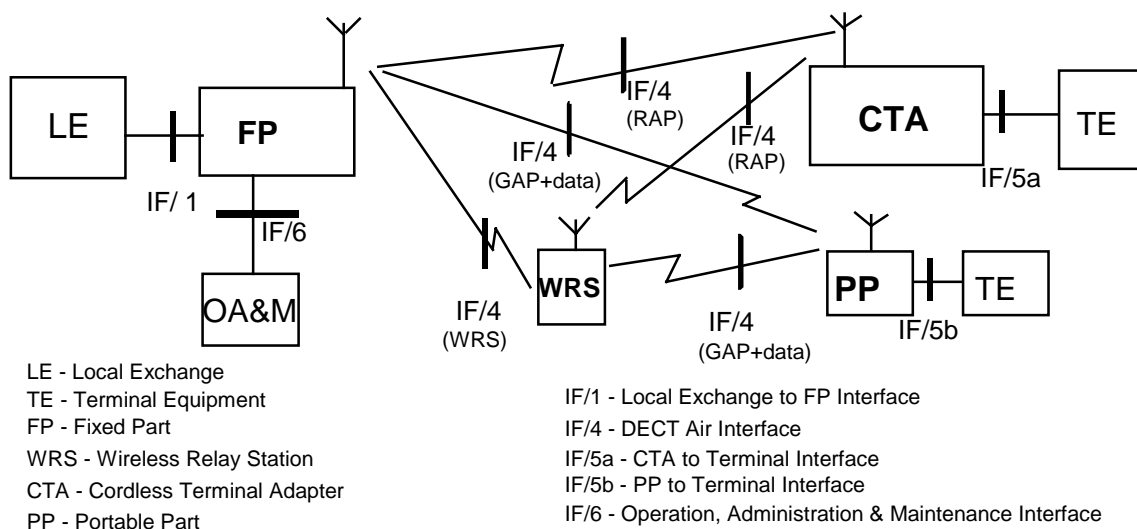 LE
FP
IF/ 1
IF/6
OA&M
IF/4
(RAP)
IF/4
(RAP)
IF/4
(GAP+data)
CTA
TE
IF/5a
IF/4
(WRS)
WRS
IF/4
(GAP+data)
PP
TE
IF/5b
LE - Local Exchange
TE - Terminal Equipment
FP - Fixed Part
WRS - Wireless Relay Station
CTA - Cordless Terminal Adapter
PP - Portable Part
IF/1 - Local Exchange to FP Interface
IF/4 - DECT Air Interface
IF/5a - CTA to Terminal Interface
IF/5b - PP to Terminal Interface
IF/6 - Operation, Administration & Maintenance Interface